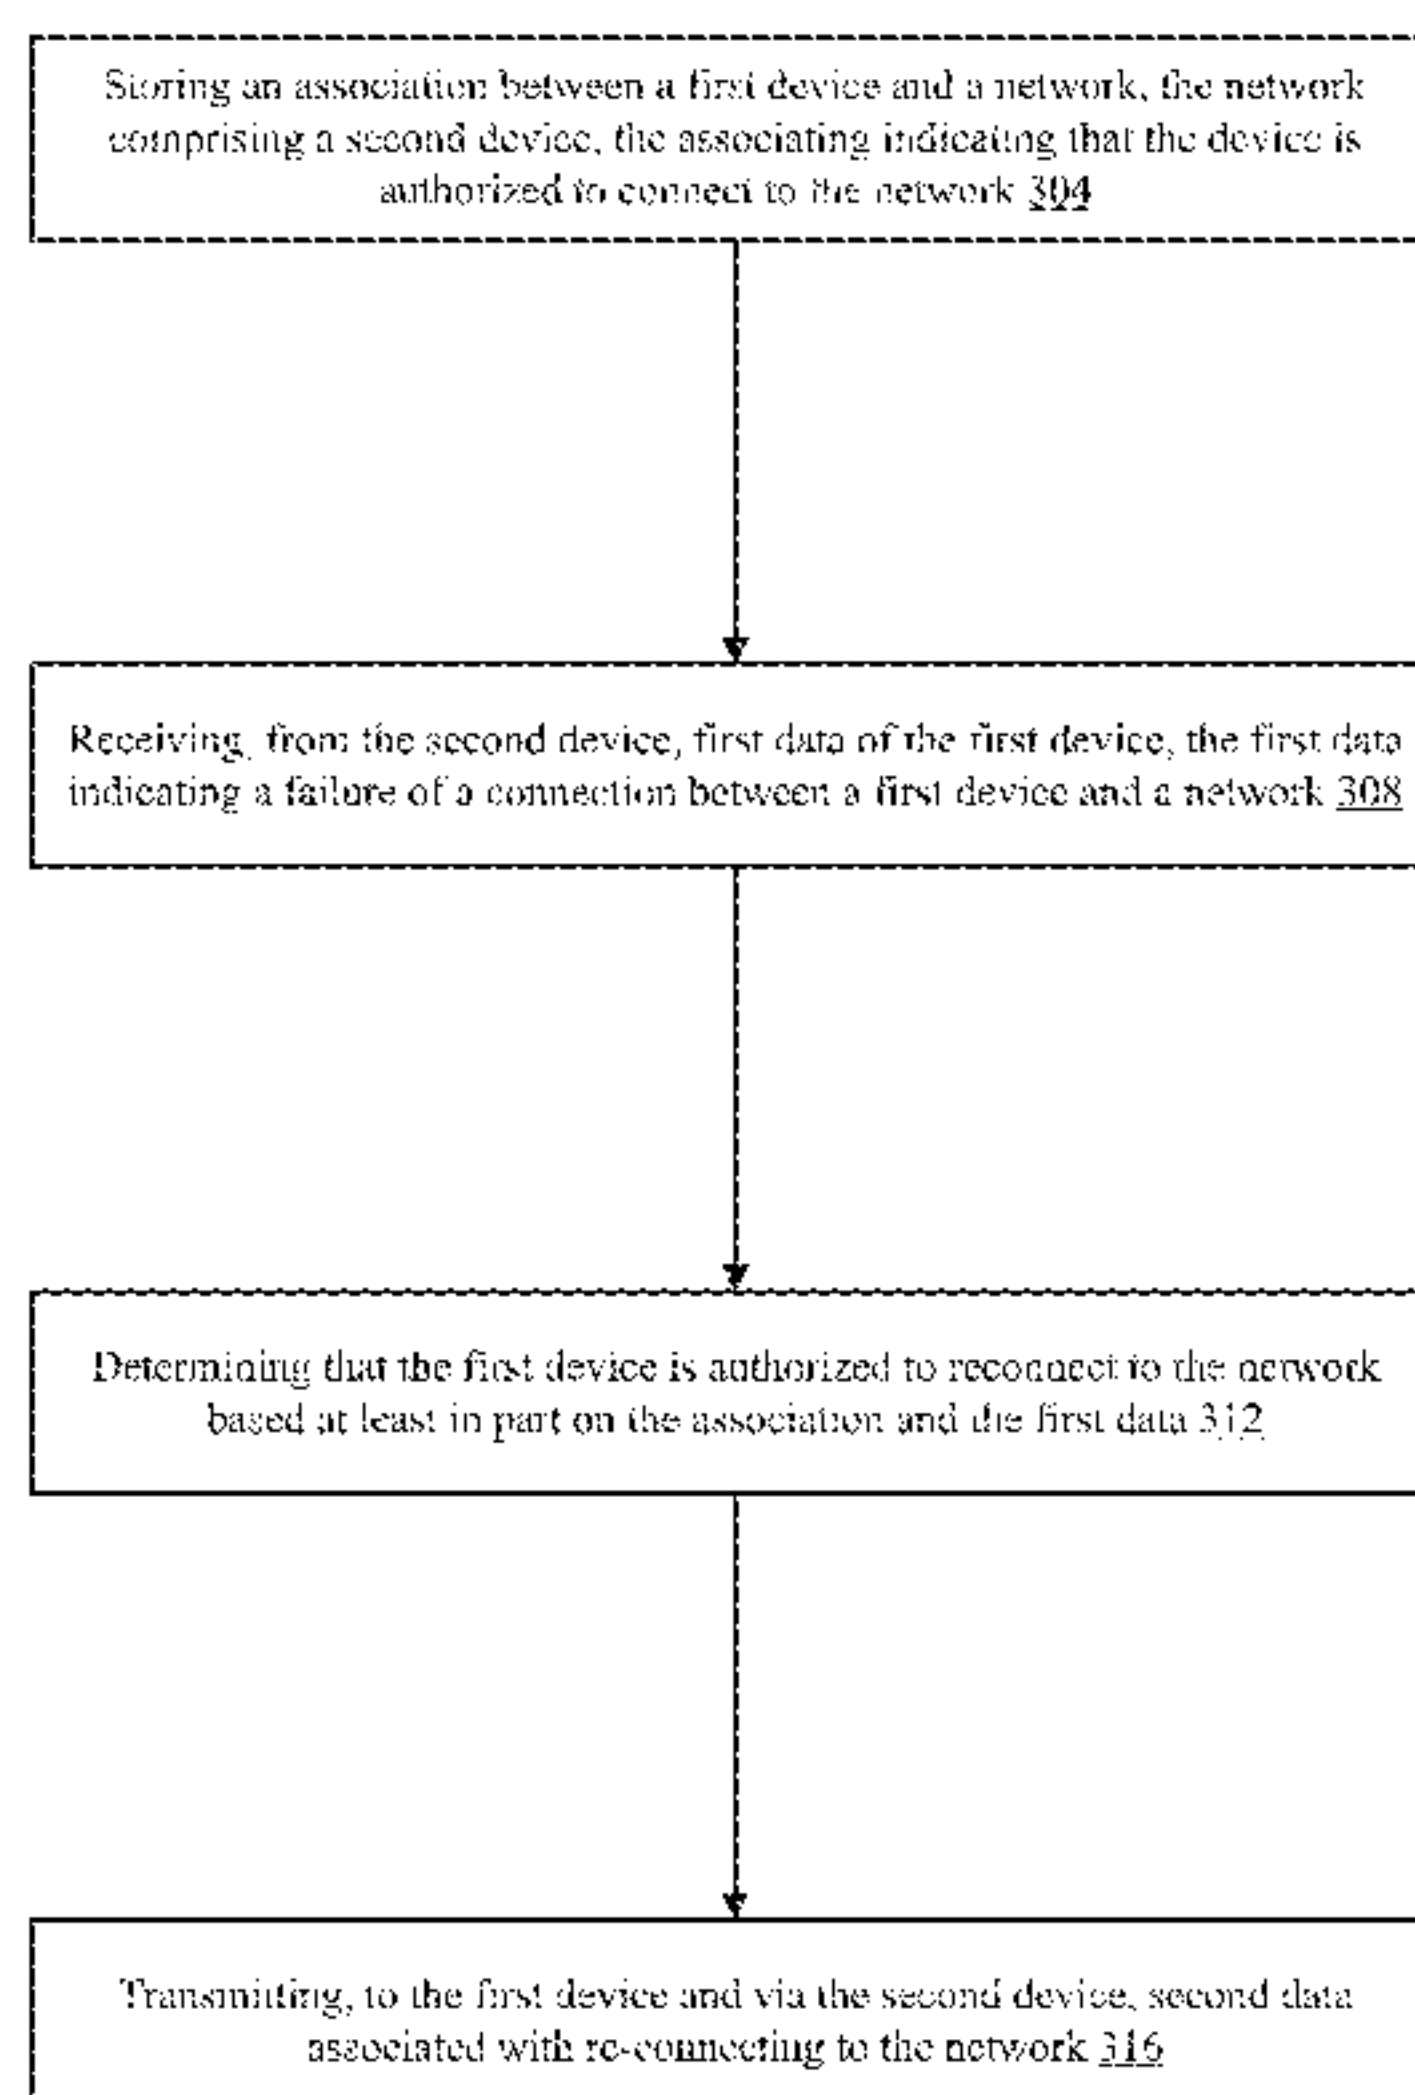 Storing an association between a first device and a network, the network
comprising a second device, the associating indicating that the device is
authorized to connect to the network 304
Receiving, from the second device, first data of the first device, the first data
indicating a failure of a connection between a first device and a network 308
Determining that the first device is authorized to reconnect to the network
based at least in part on the association and the first data 312
Transmitting, to the first device and via the second device, second data
associated with re-connecting to the network 316